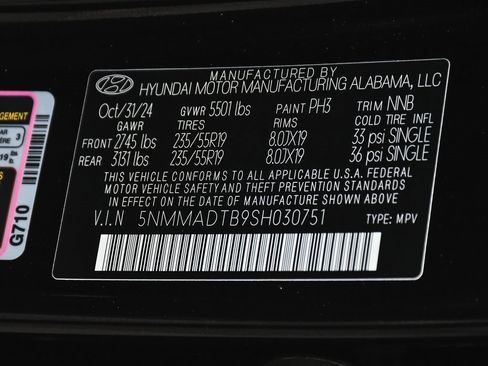 MANUFACTURED BY
HYUNDAI MOTOR MANUFACTURING ALABAMA, LLC
Oct/31/24 GVWR 5501 lbs PAINT PH3 TRIM NNB
GAWR TIRES RIMS COLD TIRE INFL
FRONT 2745 lbs 235/55R19 8.0JX19 33 psi SINGLE
REAR 3131 lbs 235/55R19 8.0JX19 36 psi SINGLE
THIS VEHICLE CONFORMS TO ALL APPLICABLE U.S.A. FEDERAL
MOTOR VEHICLE SAFETY AND THEFT PREVENTION STANDARDS
IN EFFECT ON THE DATE OF MANUFACTURE SHOWN ABOVE.
V.I.N 5NMMADTB9SH030751 TYPE: MPV
G710